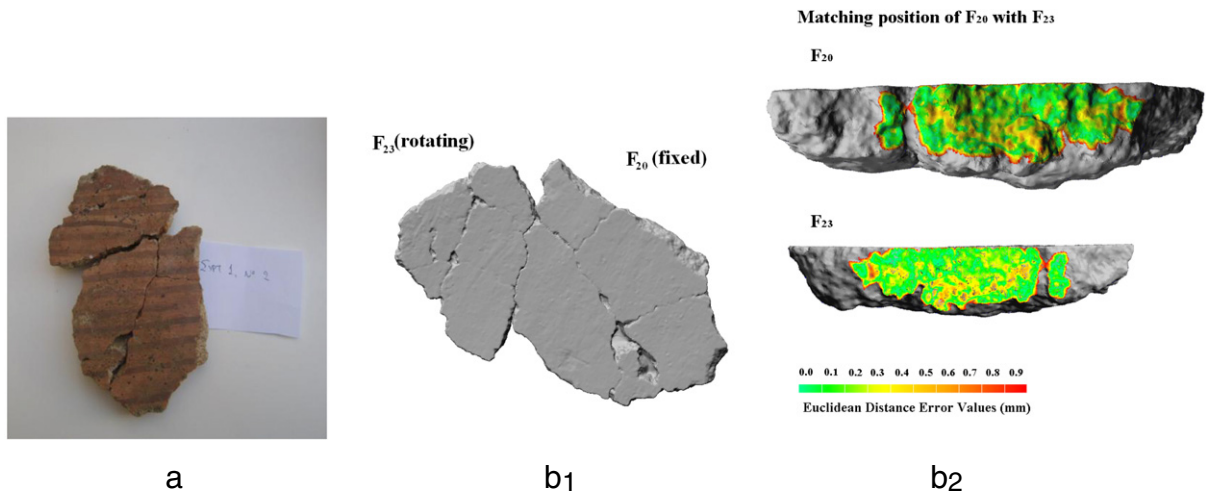 Matching position of F₂₀ with F₂₃
F₂₀
F₂₃(rotating)
F₂₀ (fixed)
1, Nº 2
F₂₃
0.0 0.1 0.2 0.3 0.4 0.5 0.6 0.7 0.8 0.9
Euclidean Distance Error Values (mm)
a
b1
b2